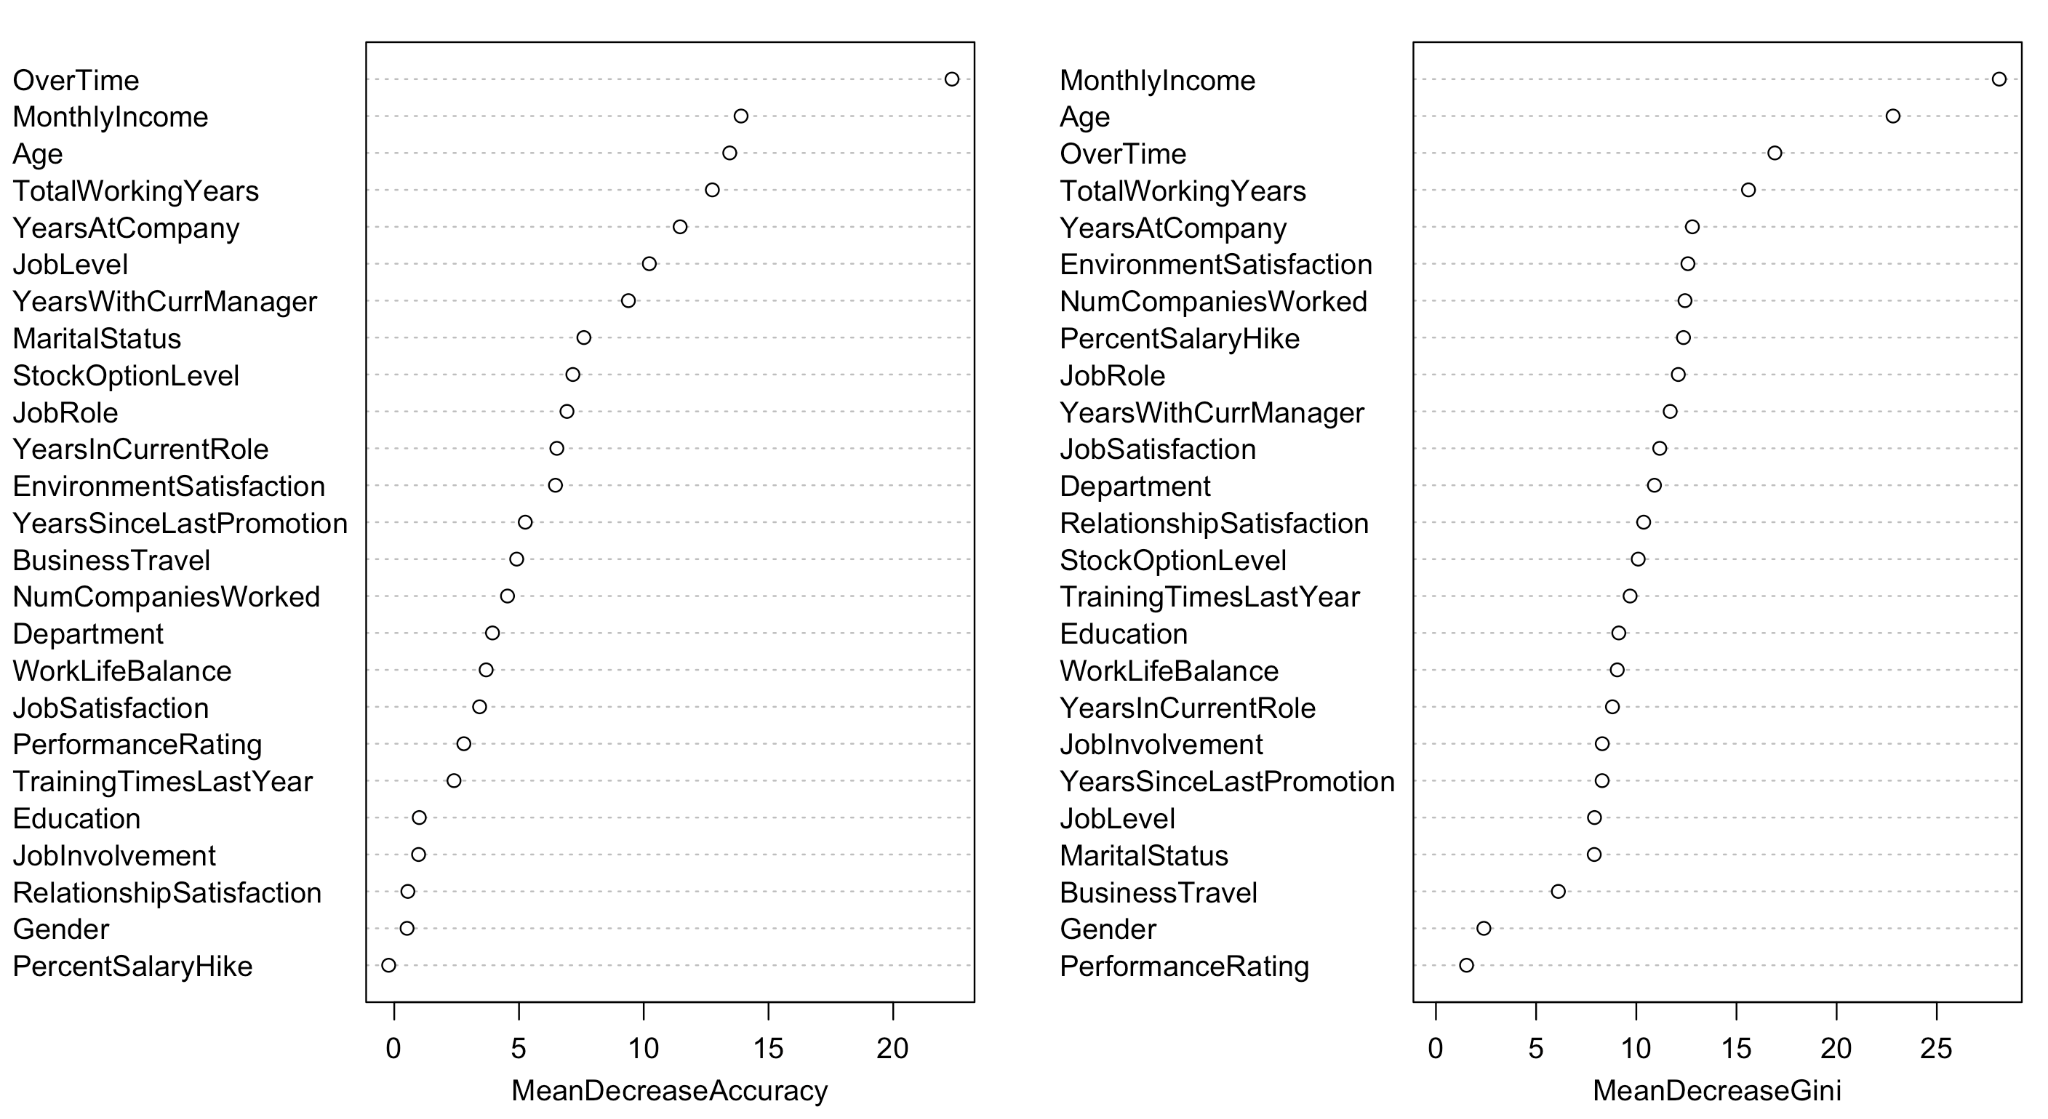 OverTime
MonthlyIncome
Age
TotalWorkingYears
YearsAtCompany
JobLevel
YearsWithCurrManager
MaritalStatus
StockOptionLevel
JobRole
YearsInCurrentRole
EnvironmentSatisfaction
YearsSinceLastPromotion
BusinessTravel
NumCompaniesWorked
Department
WorkLifeBalance
JobSatisfaction
PerformanceRating
TrainingTimesLastYear
Education
JobInvolvement
RelationshipSatisfaction
Gender
PercentSalaryHike
0 5 10 15 20
MeanDecreaseAccuracy
MonthlyIncome
Age
OverTime
TotalWorkingYears
YearsAtCompany
EnvironmentSatisfaction
NumCompaniesWorked
PercentSalaryHike
JobRole
YearsWithCurrManager
JobSatisfaction
Department
RelationshipSatisfaction
StockOptionLevel
TrainingTimesLastYear
Education
WorkLifeBalance
YearsInCurrentRole
JobInvolvement
YearsSinceLastPromotion
JobLevel
MaritalStatus
BusinessTravel
Gender
PerformanceRating
0 5 10 15 20 25
MeanDecreaseGini